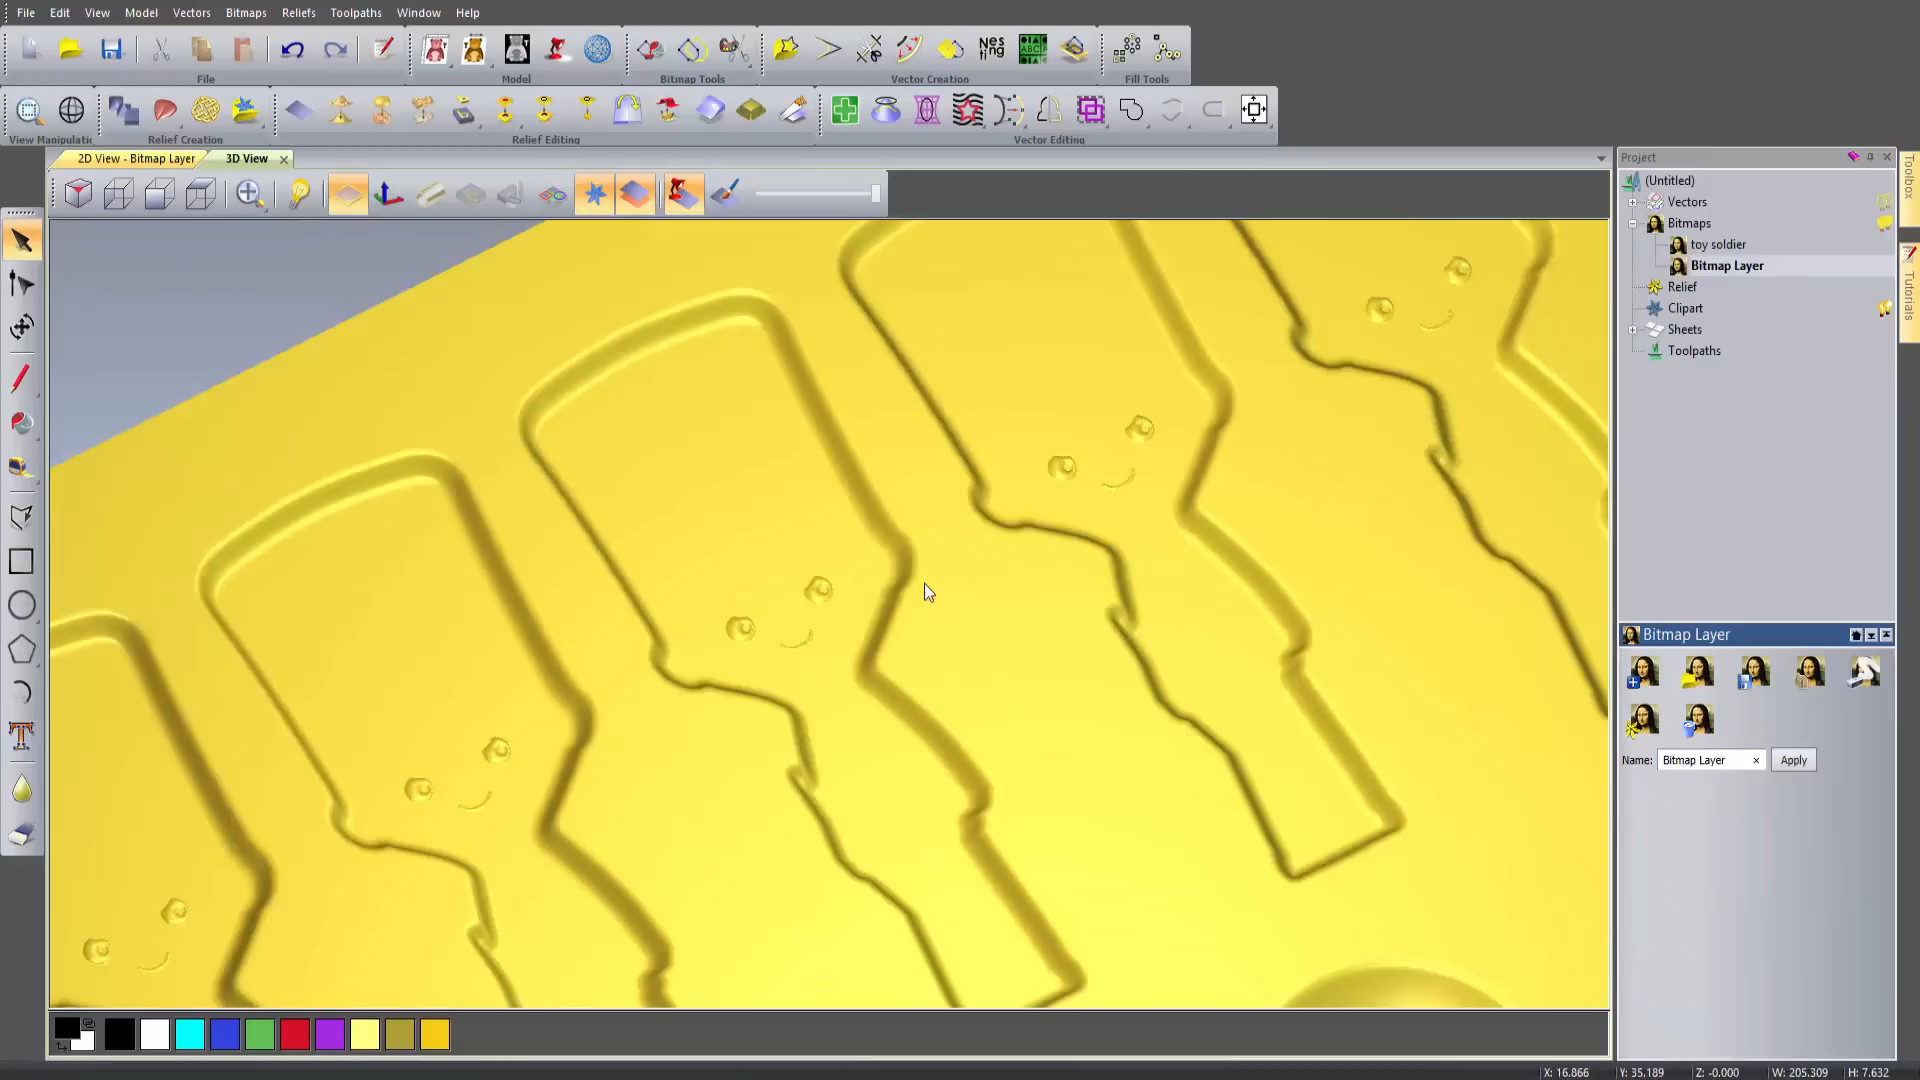 File Edit View Model Vectors Bitmaps Reliefs Toolpaths Window Help
Nes
ting
ABC
File Model Bitmap Tools Vector Creation Fill Tools
View Manipulatic Relief Creation Relief Editing Vector Editing
2D View - Bitmap Layer 3D View
Project
Toolbox
Tutorials
(Untitled)
Vectors
Bitmaps
toy soldier
Bitmap Layer
Relief
Clipart
Sheets
Toolpaths
T
Bitmap Layer
Name: Bitmap Layer × Apply
X: 16.866 Y: 35.189 Z: -0.000 W: 205.309 H: 7.632